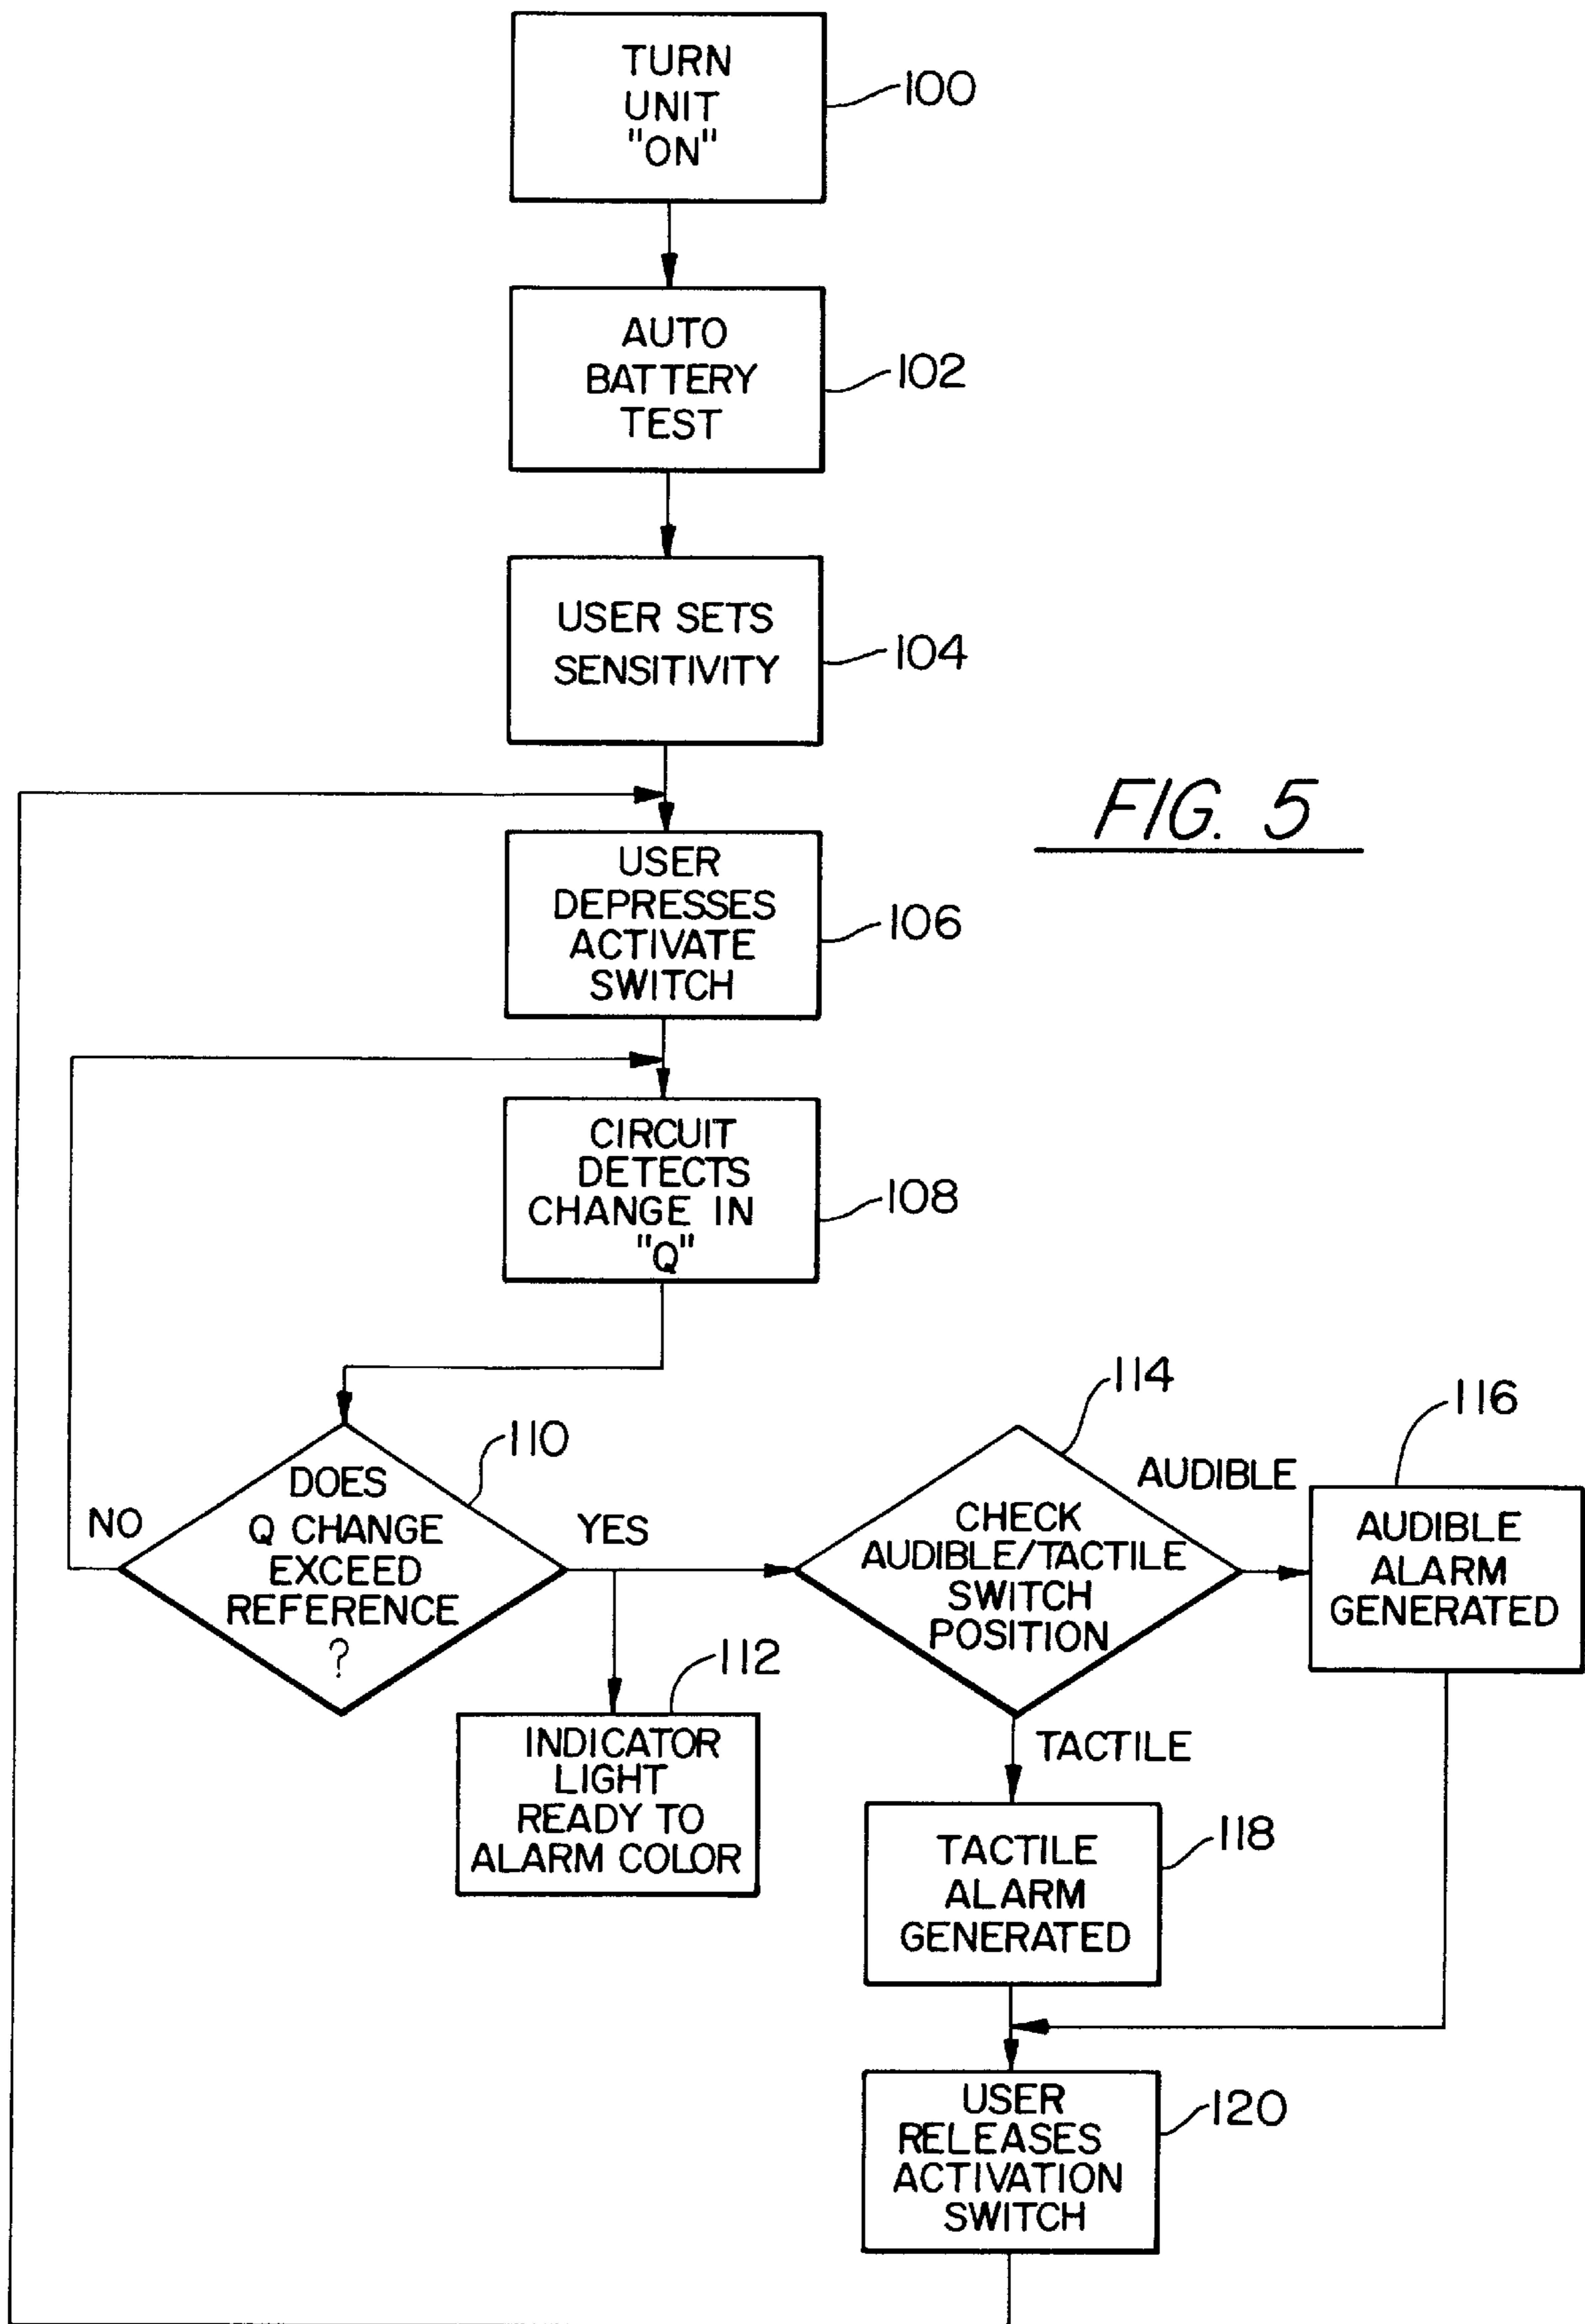 TURN
UNIT
"ON"
100
AUTO
BATTERY
TEST
102
USER SETS
SENSITIVITY
104
FIG. 5
USER
DEPRESSES
ACTIVATE
SWITCH
106
CIRCUIT
DETECTS
CHANGE IN
"Q"
108
DOES
Q CHANGE
EXCEED
REFERENCE
?
110
NO
YES
INDICATOR
LIGHT
READY TO
ALARM COLOR
112
CHECK
AUDIBLE/TACTILE
SWITCH
POSITION
114
AUDIBLE
AUDIBLE
ALARM
GENERATED
116
TACTILE
TACTILE
ALARM
GENERATED
118
USER
RELEASES
ACTIVATION
SWITCH
120